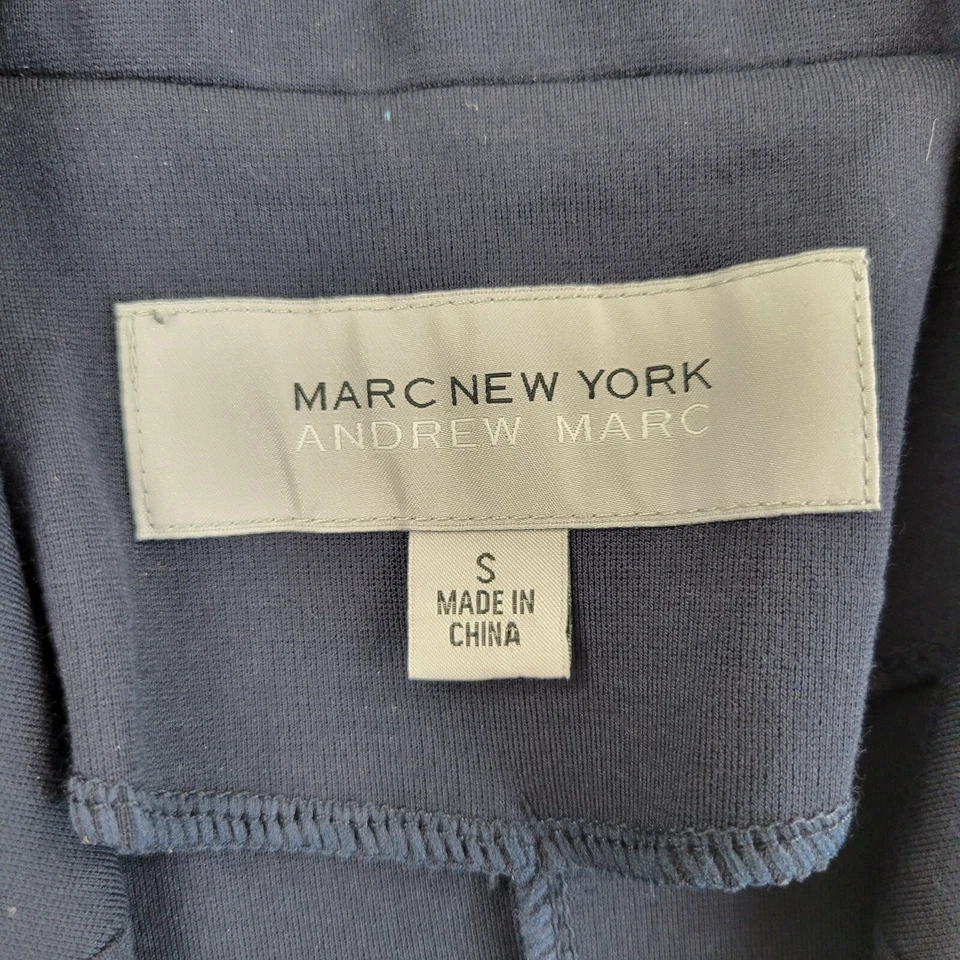 MARC NEW YORK
ANDREW MARC
S
MADE IN
CHINA